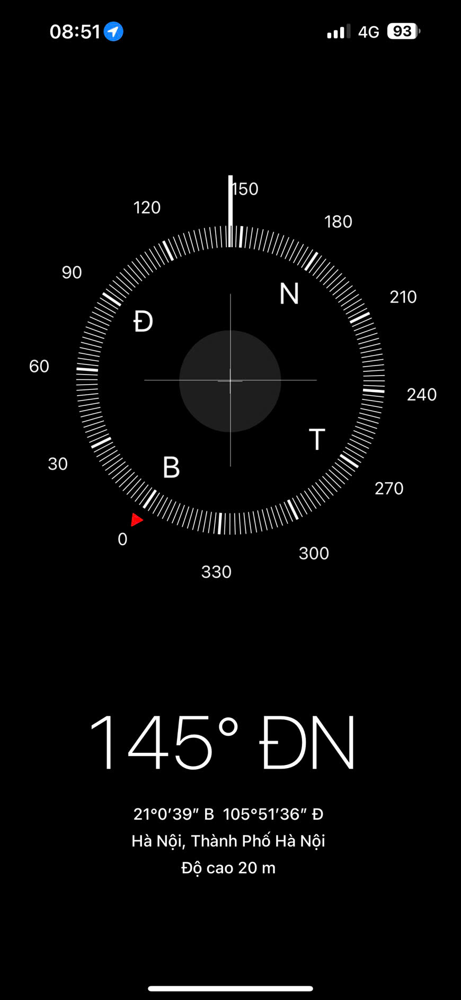 08:51 4G 93
150
120
180
90
N
210
Đ
60
240
T
30
B
270
0
300
330
145° ĐN
21°0′39″ B 105°51′36″ Đ
Hà Nội, Thành Phố Hà Nội
Độ cao 20 m